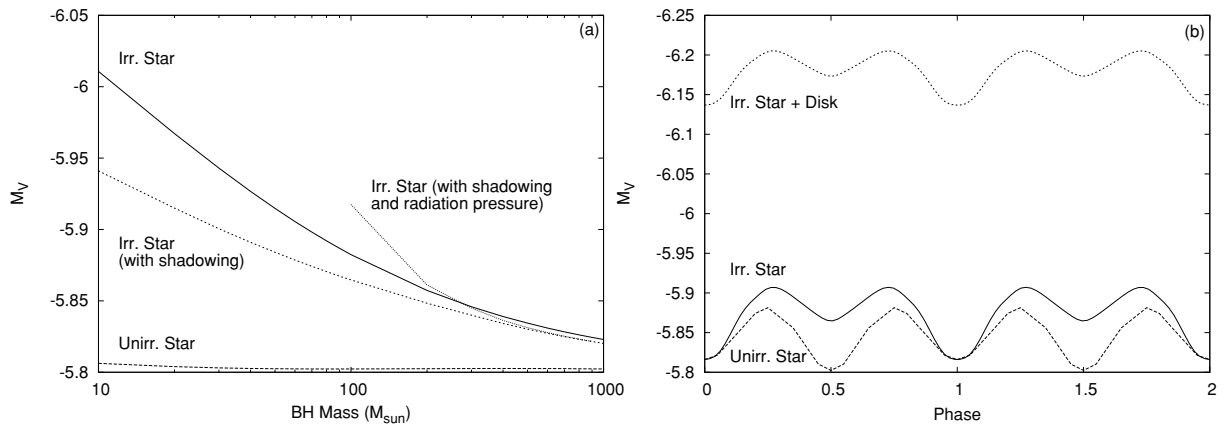 (a)
-6.05
-6
-5.95
-5.9
-5.85
-5.8
M_V
Irr. Star
Irr. Star (with shadowing
and radiation pressure)
Irr. Star
(with shadowing)
Unirr. Star
10
100
1000
BH Mass (M_sun)
(b)
-6.25
-6.2
-6.15
-6.1
-6.05
-6
-5.95
-5.9
-5.85
-5.8
M_V
Irr. Star + Disk
Irr. Star
Unirr. Star
0
0.5
1
1.5
2
Phase